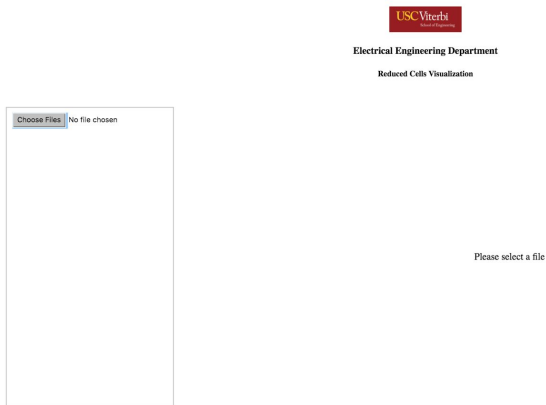 USC Viterbi
School of Engineering
Electrical Engineering Department
Reduced Cells Visualization
Choose Files No file chosen
Please select a file